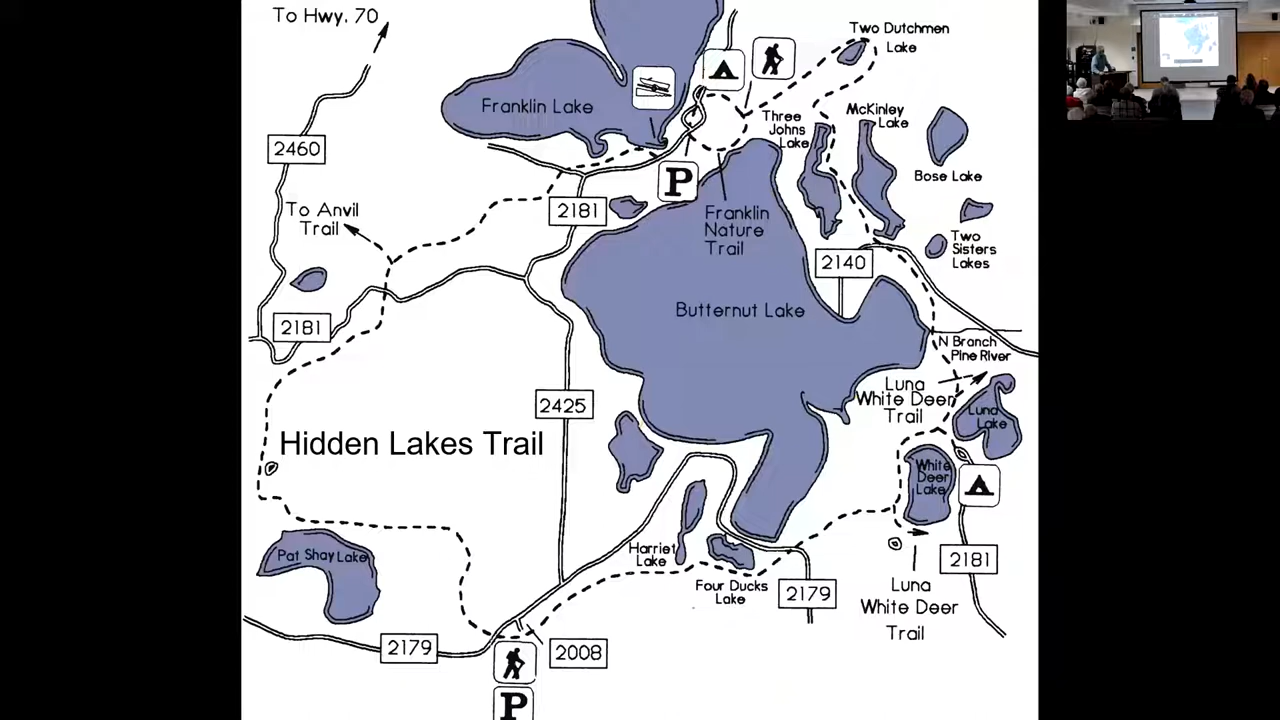 To Hwy. 70
Two Dutchmen
Lake
Franklin Lake
Three
Johns
Lake
McKinley
Lake
2460
Bose Lake
P
2181
To Anvil
Trail
Franklin
Nature
Trail
Two
Sisters
Lakes
2140
Butternut Lake
2181
N Branch
Pine River
Luna
White Deer
Trail
Luna
Lake
2425
Hidden Lakes Trail
White
Deer
Lake
Pat Shay Lake
Harriet
Lake
Four Ducks
Lake
2179
2181
Luna
White Deer
Trail
2179
2008
P